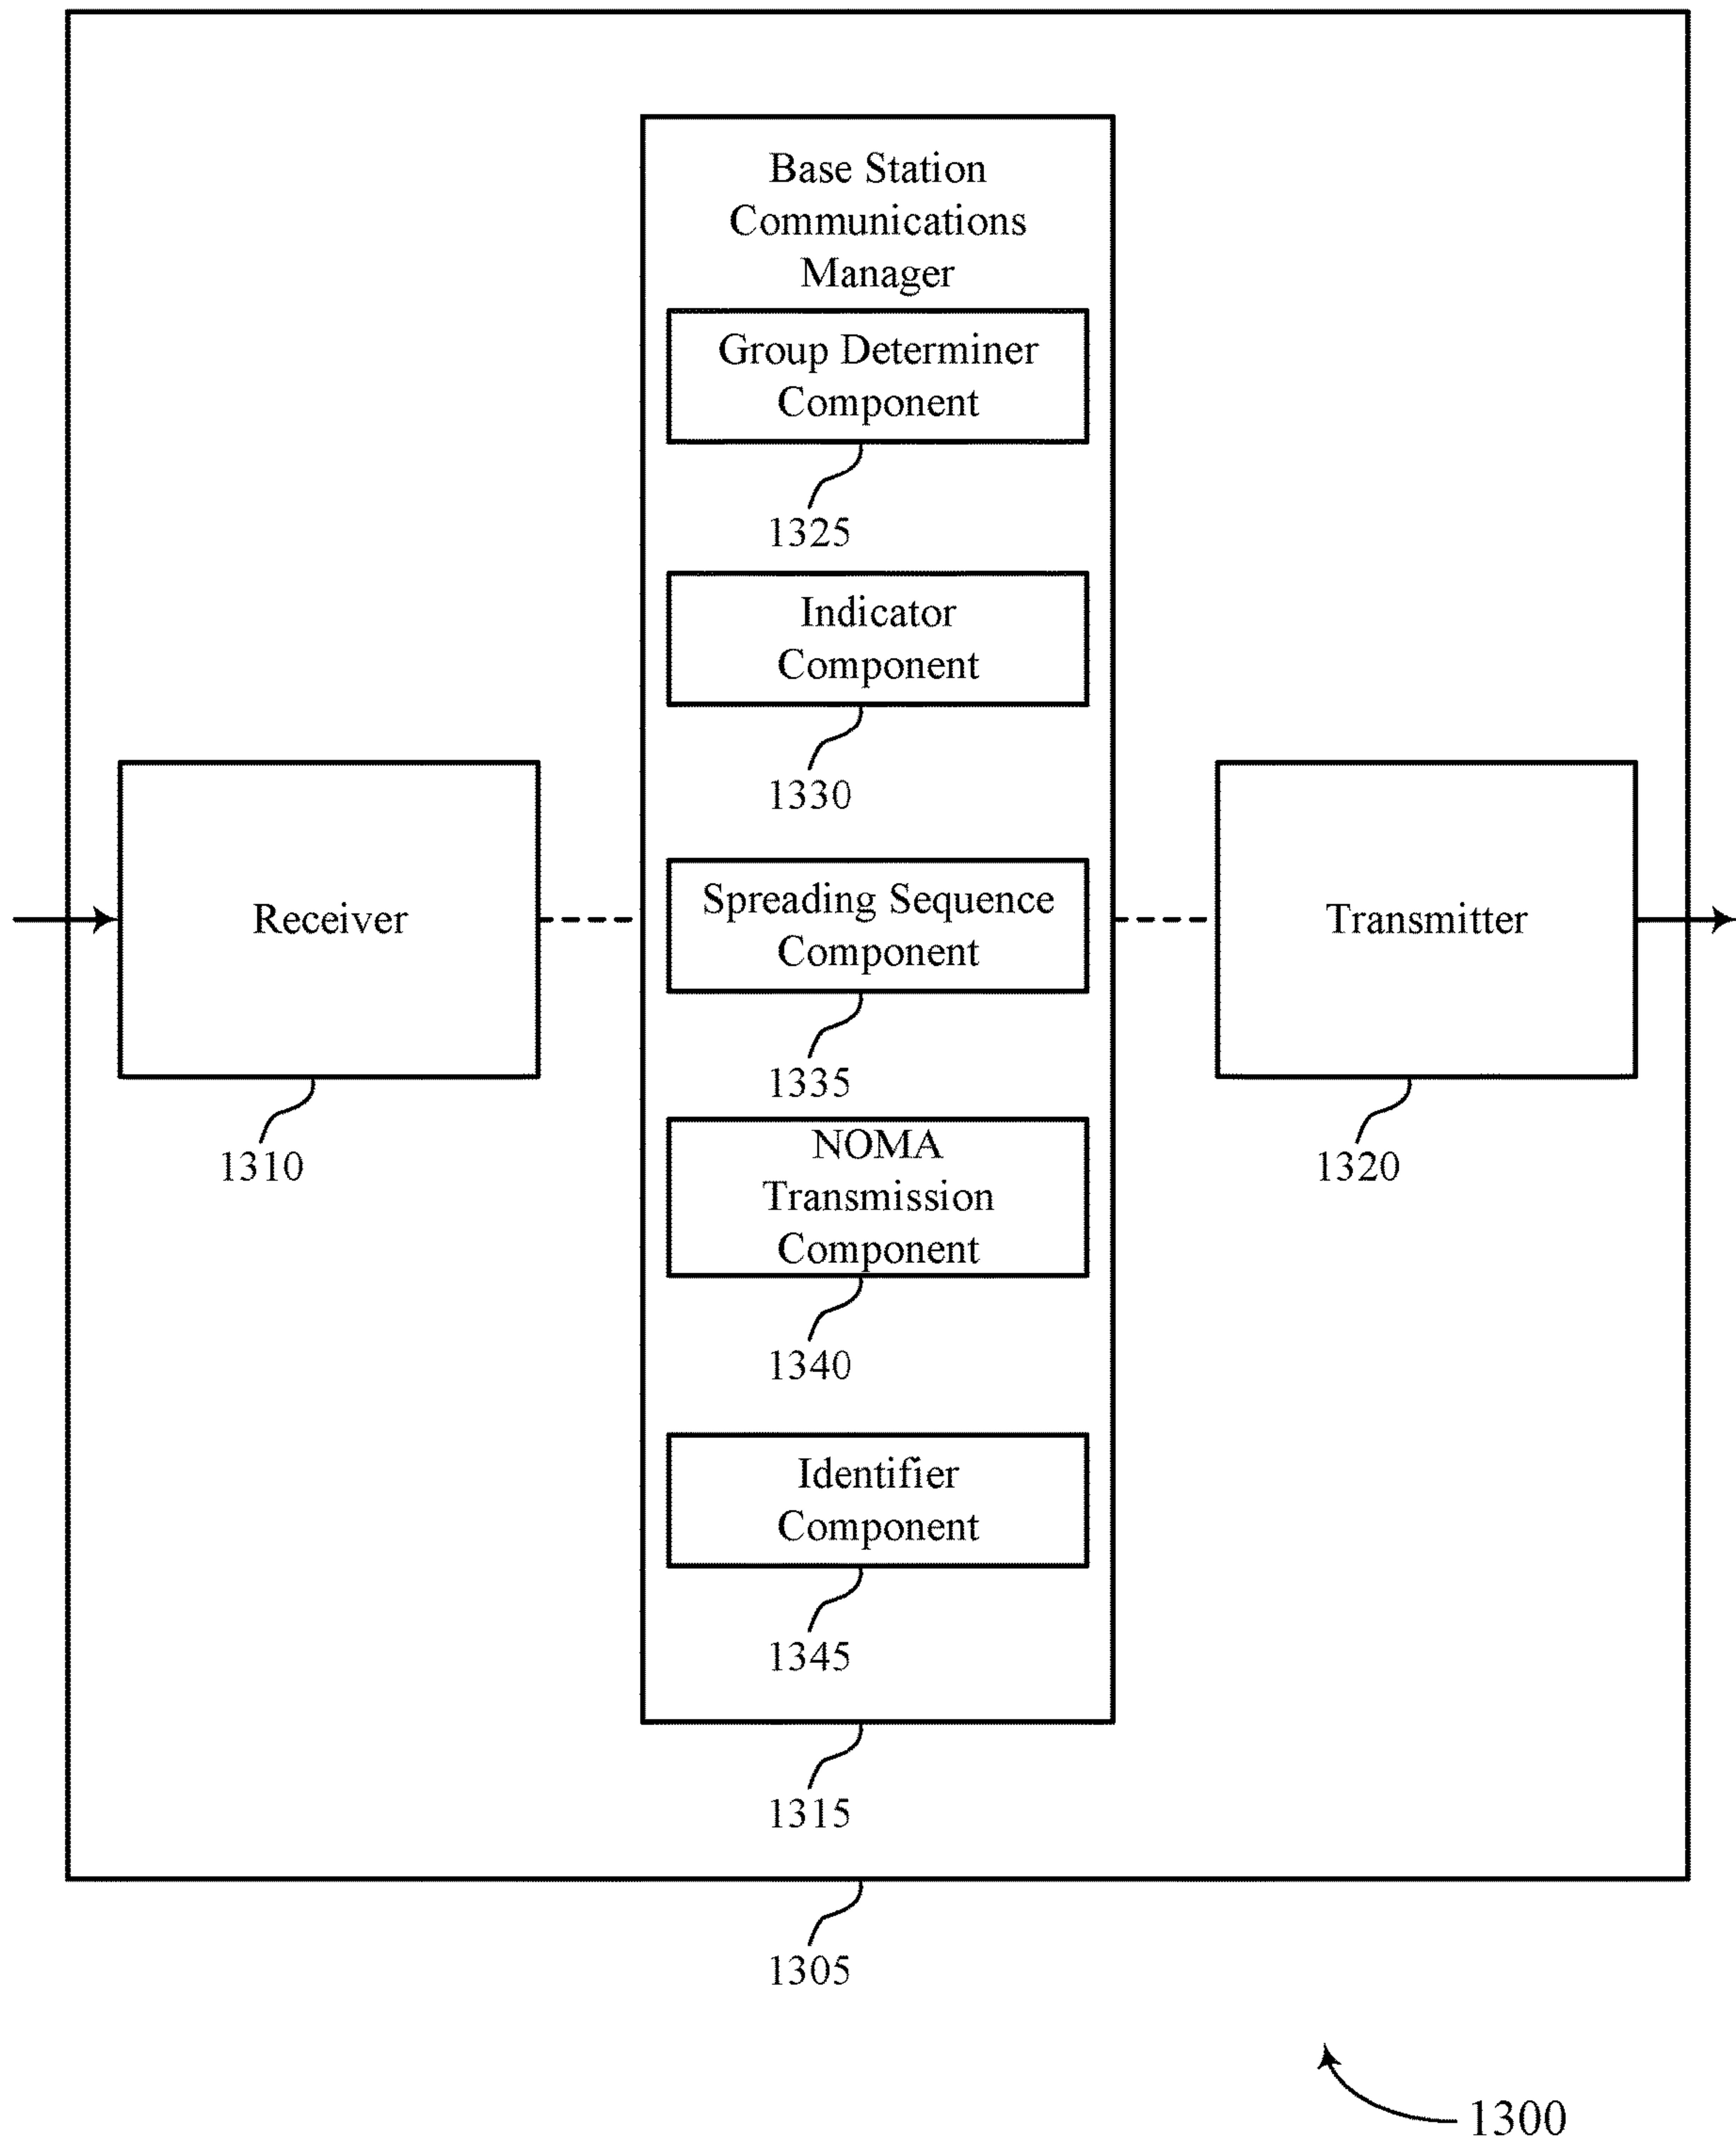 Base Station
Communications
Manager
Group Determiner
Component
1325
Indicator
Component
1330
Receiver
1310
Spreading Sequence
Component
1335
Transmitter
1320
NOMA
Transmission
Component
1340
Identifier
Component
1345
1315
1305
1300